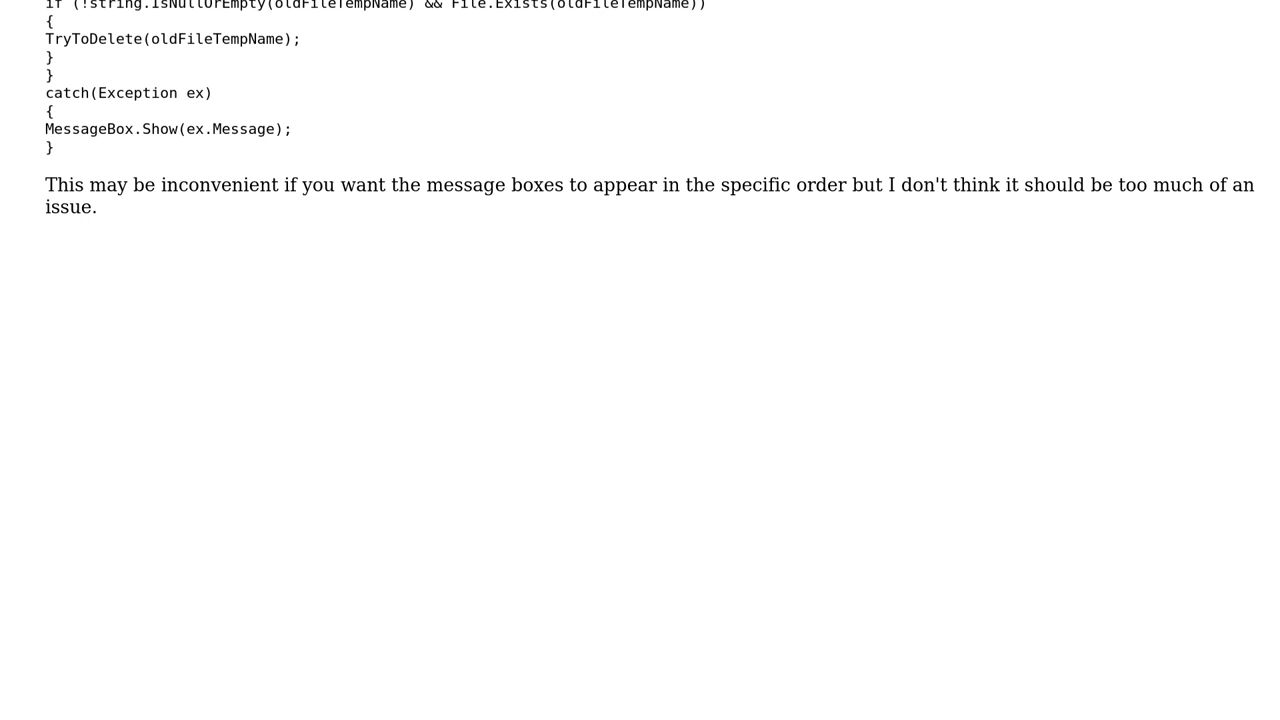 if (!string.IsNullOrEmpty(oldFileTempName) && File.Exists(oldFileTempName))
{
TryToDelete(oldFileTempName);
}
}
catch(Exception ex)
{
MessageBox.Show(ex.Message);
}
This may be inconvenient if you want the message boxes to appear in the specific order but I don't think it should be too much of an
issue.